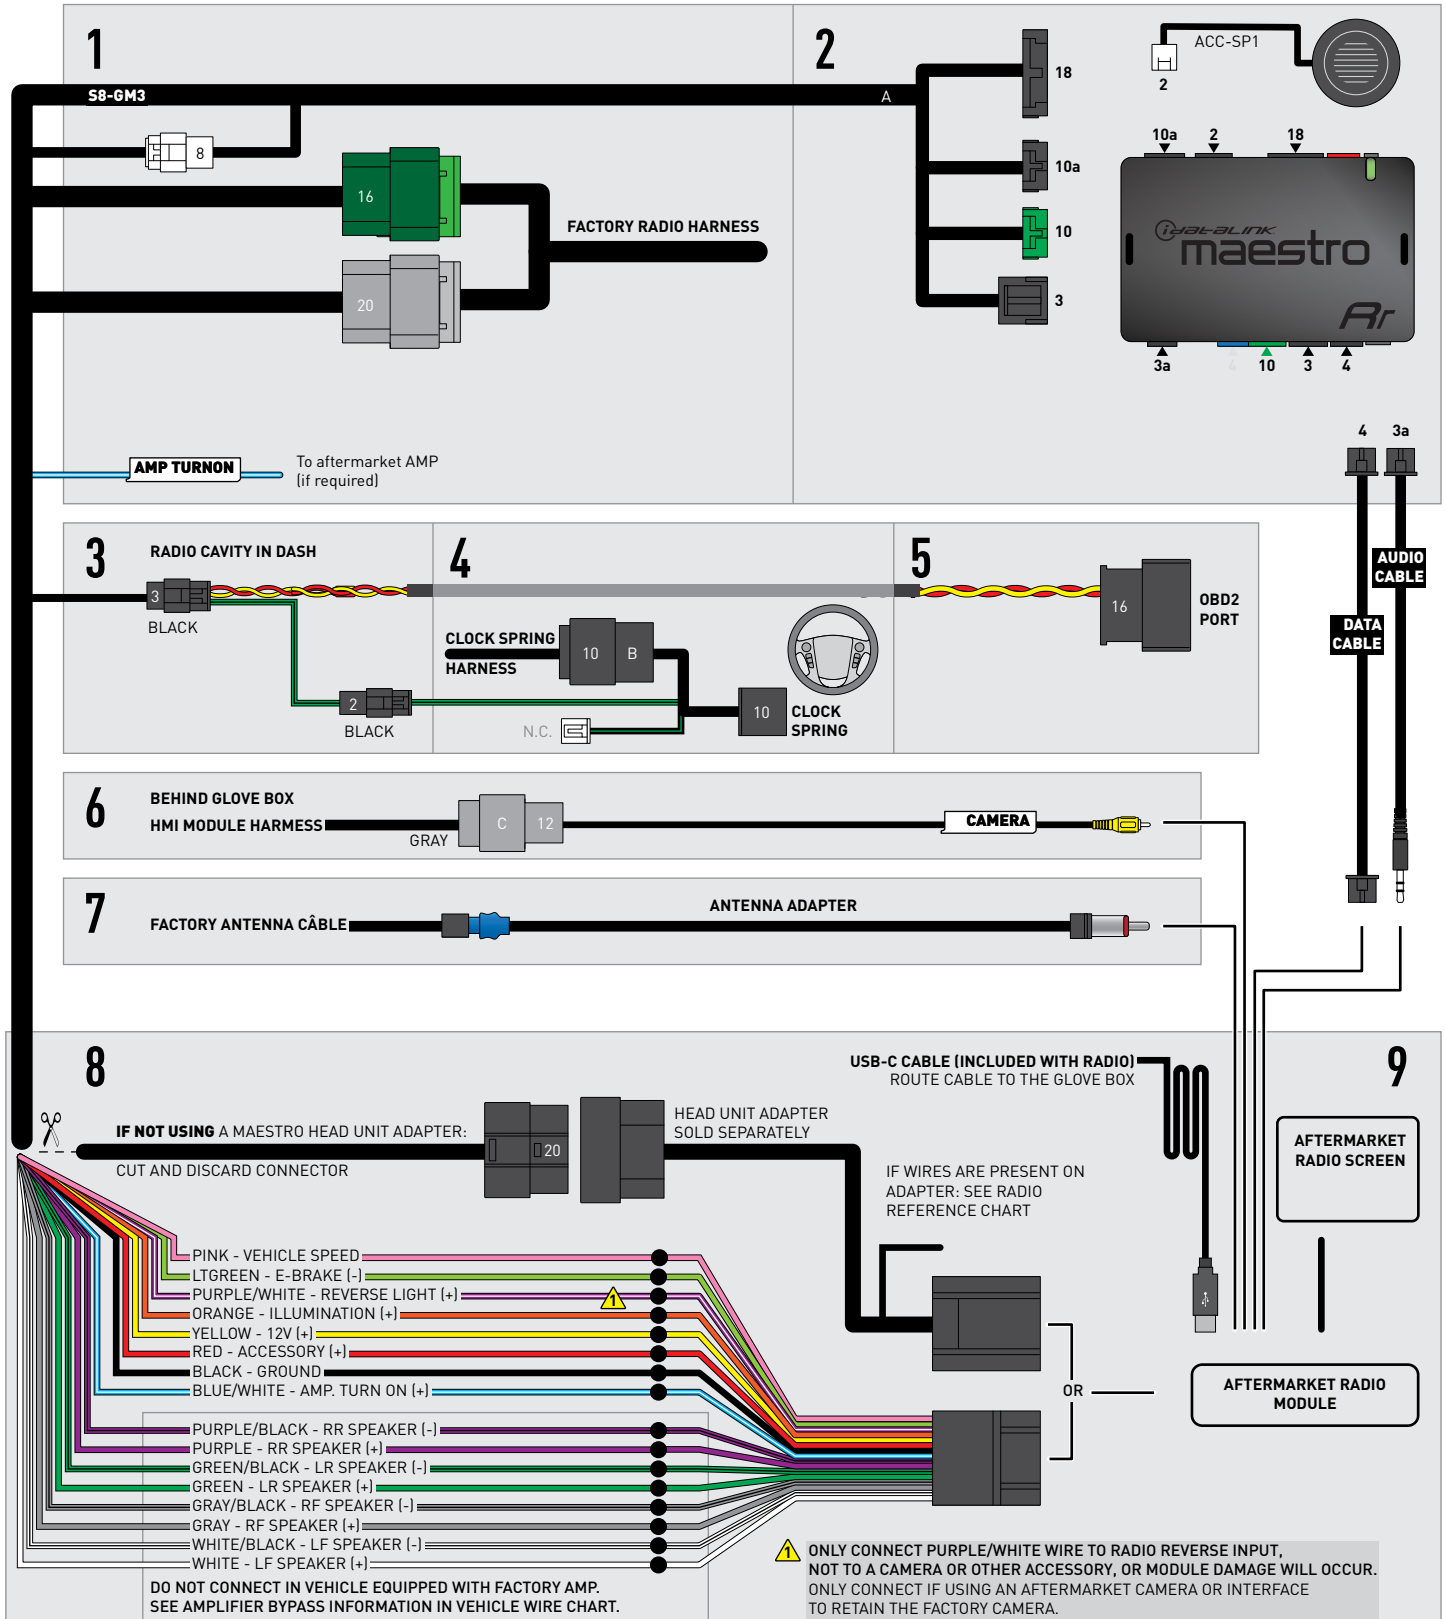 1
S8-GM3
8
16
20
FACTORY RADIO HARNESS
AMP TURNON
To aftermarket AMP
(if required)
2
A
18
10a
10
3
ACC-SP1
2
10a
2
18
idatalink
maestro
Rr
3a
4
10
3
4
4
3a
AUDIO
CABLE
DATA
CABLE
3
RADIO CAVITY IN DASH
3
BLACK
2
BLACK
4
CLOCK SPRING
HARNESS
10
B
N.C.
10
CLOCK
SPRING
5
16
OBD2
PORT
6
BEHIND GLOVE BOX
HMI MODULE HARMESS
GRAY
C
12
CAMERA
7
FACTORY ANTENNA CÂBLE
ANTENNA ADAPTER
8
IF NOT USING A MAESTRO HEAD UNIT ADAPTER:
CUT AND DISCARD CONNECTOR
20
HEAD UNIT ADAPTER
SOLD SEPARATELY
IF WIRES ARE PRESENT ON
ADAPTER: SEE RADIO
REFERENCE CHART
USB-C CABLE (INCLUDED WITH RADIO)
ROUTE CABLE TO THE GLOVE BOX
9
AFTERMARKET
RADIO SCREEN
OR
AFTERMARKET RADIO
MODULE
PINK - VEHICLE SPEED
LTGREEN - E-BRAKE (-)
PURPLE/WHITE - REVERSE LIGHT (+)
1
ORANGE - ILLUMINATION (+)
YELLOW - 12V (+)
RED - ACCESSORY (+)
BLACK - GROUND
BLUE/WHITE - AMP. TURN ON (+)
PURPLE/BLACK - RR SPEAKER (-)
PURPLE - RR SPEAKER (+)
GREEN/BLACK - LR SPEAKER (-)
GREEN - LR SPEAKER (+)
GRAY/BLACK - RF SPEAKER (-)
GRAY - RF SPEAKER (+)
WHITE/BLACK - LF SPEAKER (-)
WHITE - LF SPEAKER (+)
DO NOT CONNECT IN VEHICLE EQUIPPED WITH FACTORY AMP.
SEE AMPLIFIER BYPASS INFORMATION IN VEHICLE WIRE CHART.
1
ONLY CONNECT PURPLE/WHITE WIRE TO RADIO REVERSE INPUT,
NOT TO A CAMERA OR OTHER ACCESSORY, OR MODULE DAMAGE WILL OCCUR.
ONLY CONNECT IF USING AN AFTERMARKET CAMERA OR INTERFACE
TO RETAIN THE FACTORY CAMERA.